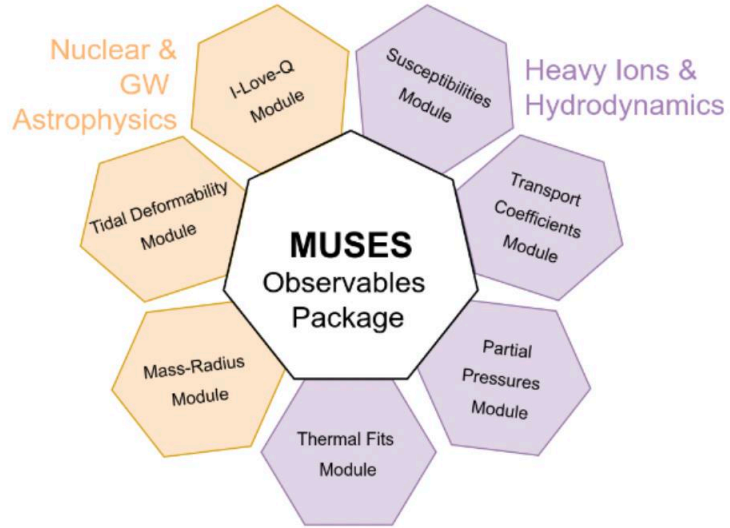 Nuclear &
GW
Astrophysics
I-Love-Q
Module
Susceptibilities
Module
Heavy Ions &
Hydrodynamics
Tidal Deformability
Module
Transport
Coefficients
Module
MUSES
Observables
Package
Mass-Radius
Module
Partial
Pressures
Module
Thermal Fits
Module